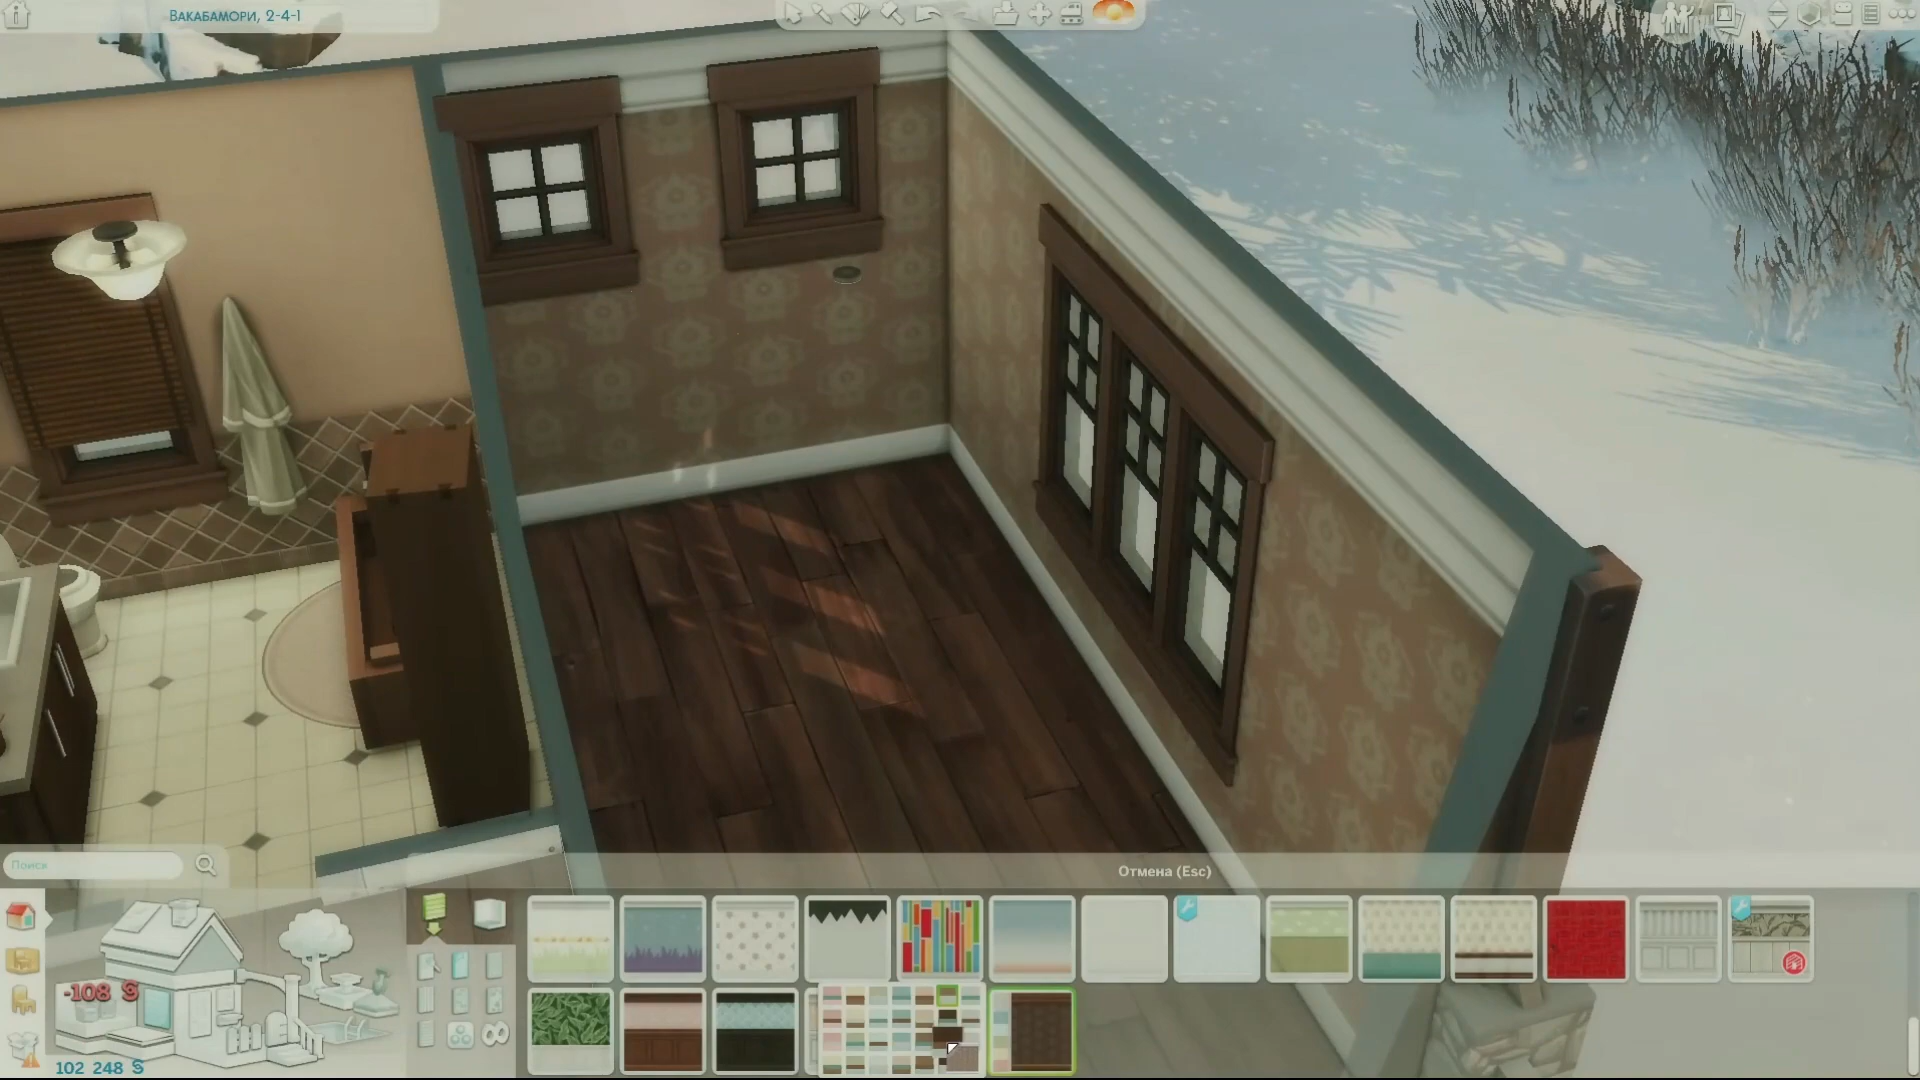 ВАКАБАМОРИ, 2-4-1
Поиск
Отмена (Esc)
-108 §
102 248 §